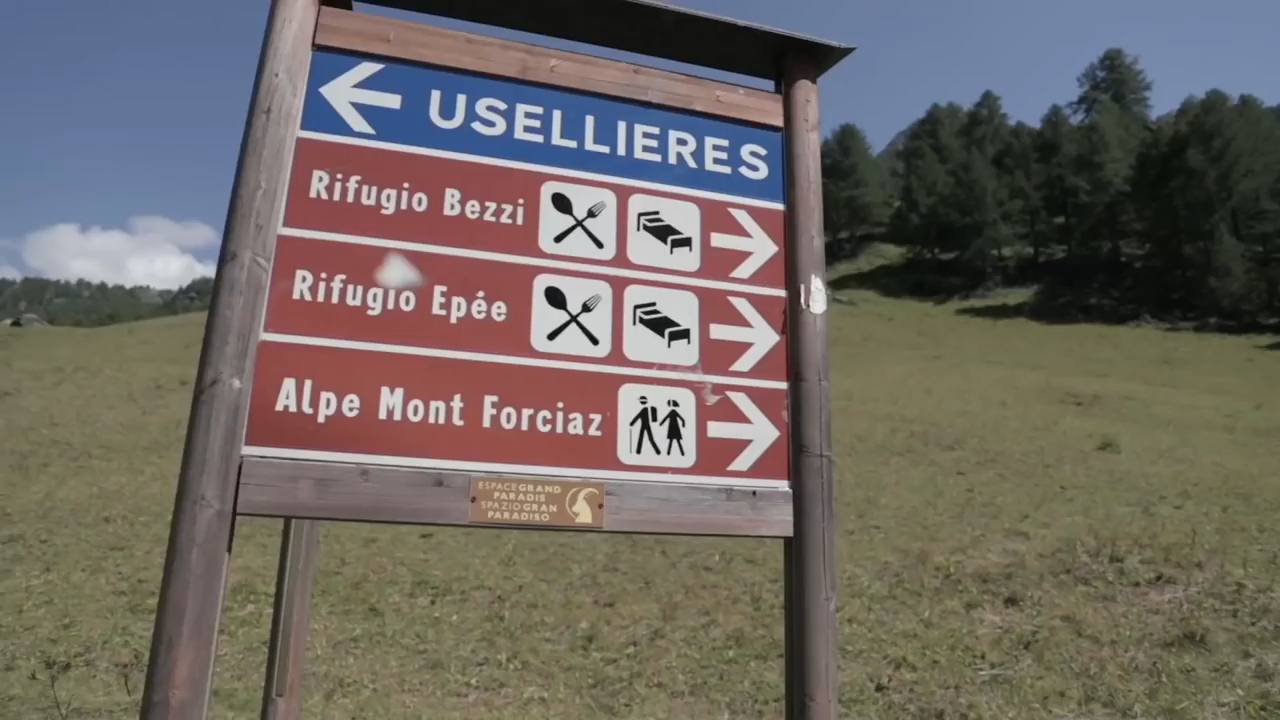 USELLIERES
Rifugio Bezzi
Rifugio Epée
Alpe Mont Forciaz
ESPACE GRAND
PARADIS
SPAZIO GRAN
PARADISO